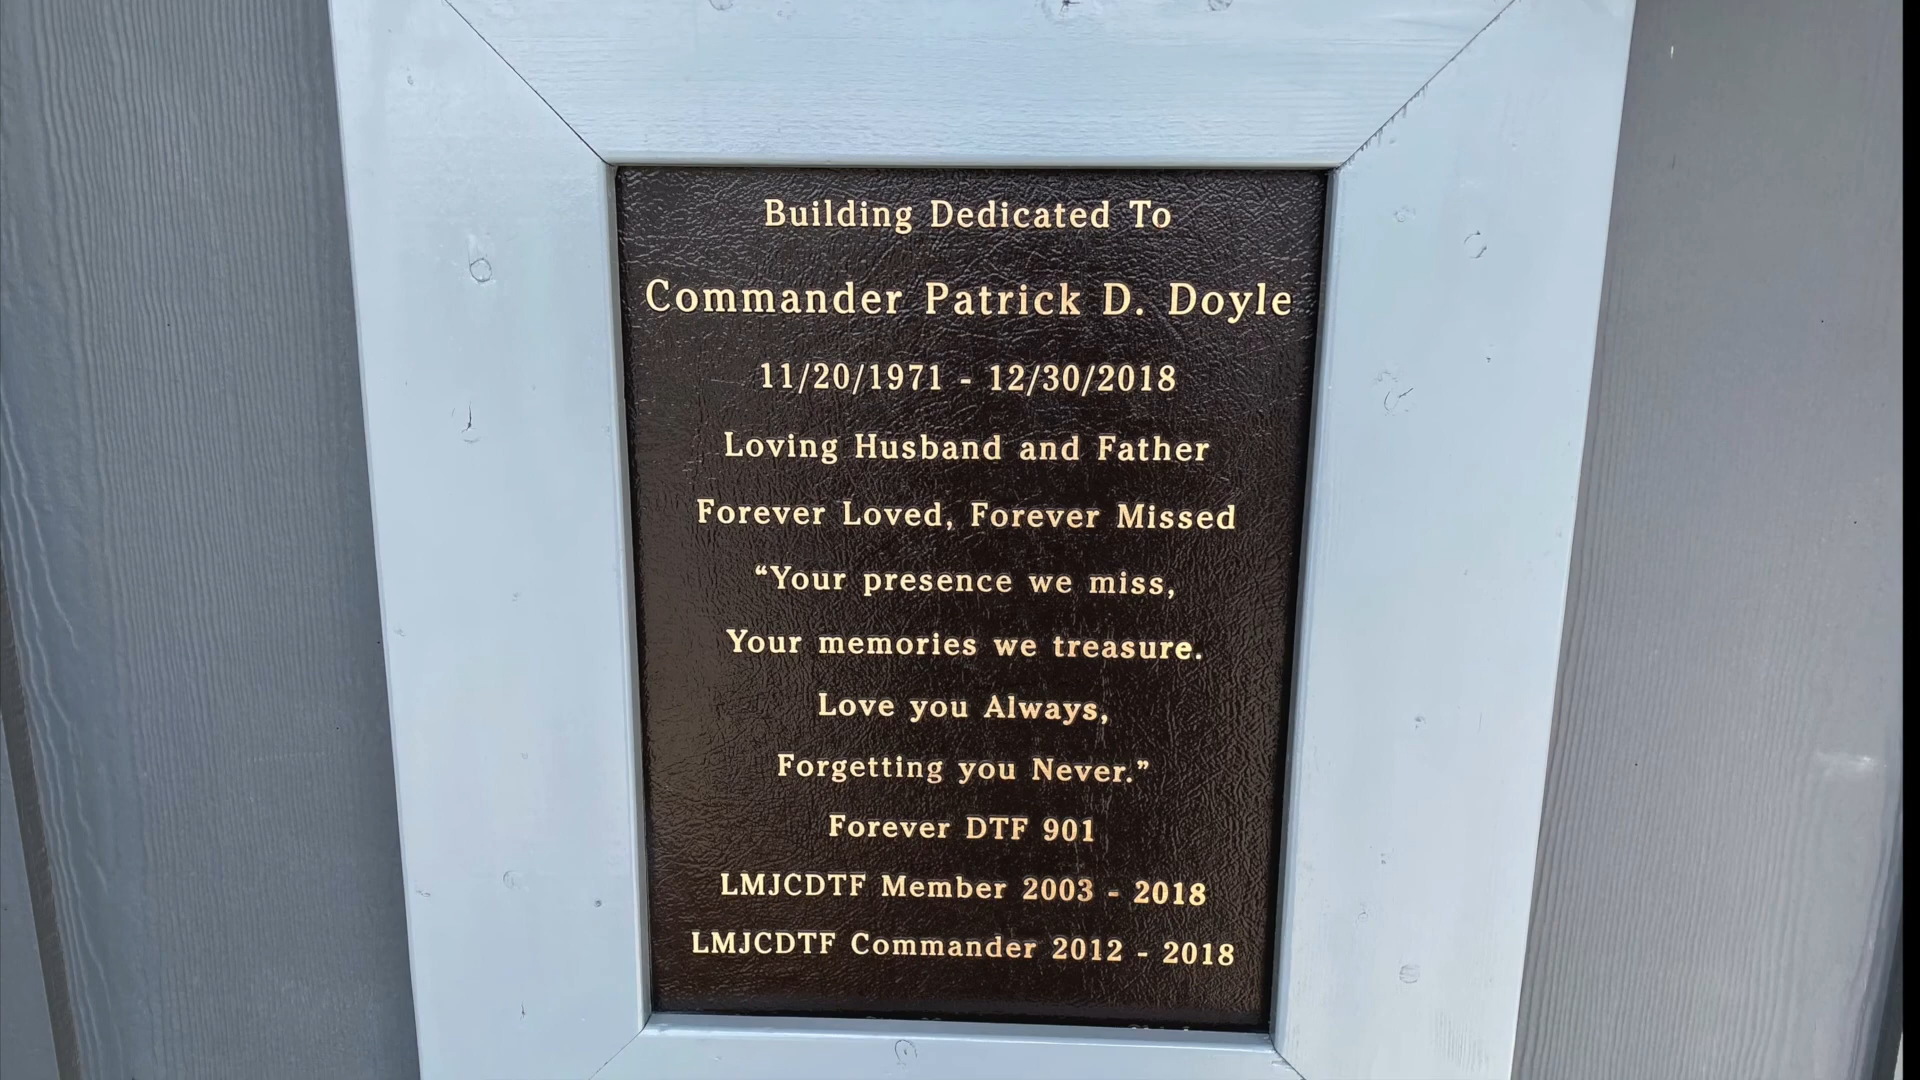 Building Dedicated To
Commander Patrick D. Doyle
11/20/1971 - 12/30/2018
Loving Husband and Father
Forever Loved, Forever Missed
“Your presence we miss,
Your memories we treasure.
Love you Always,
Forgetting you Never.”
Forever DTF 901
LMJCDTF Member 2003 - 2018
LMJCDTF Commander 2012 - 2018